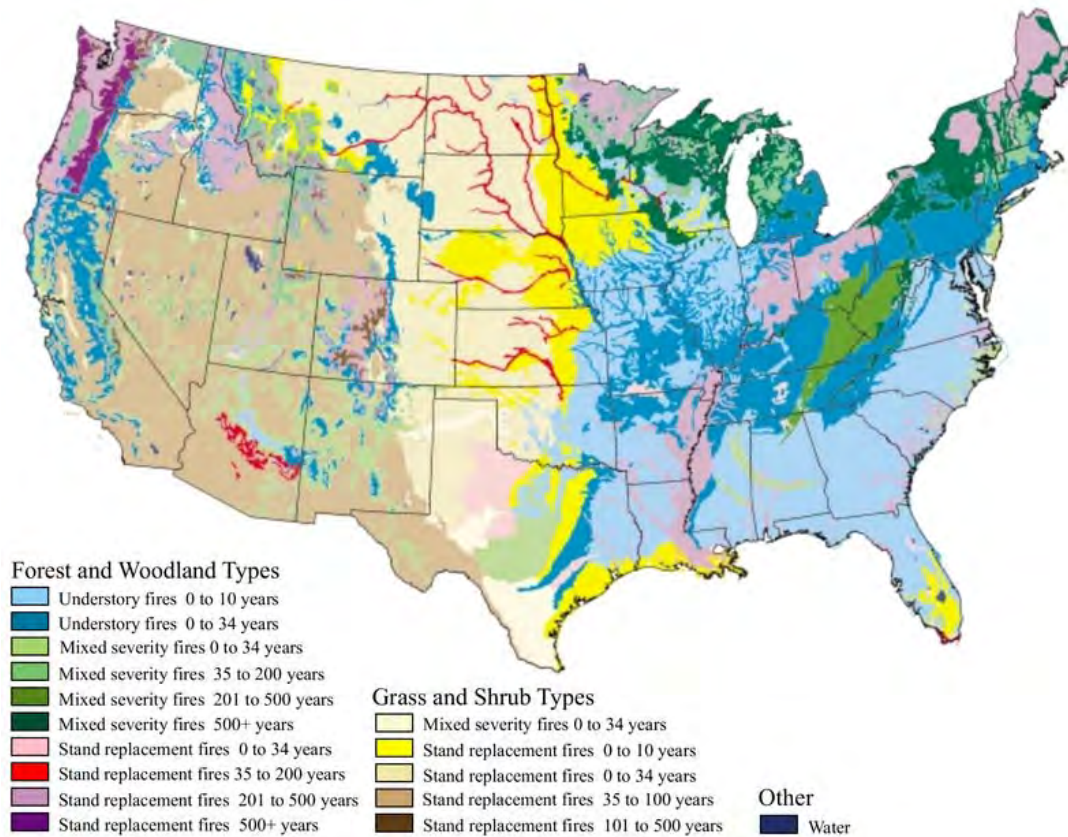 Forest and Woodland Types
Understory fires 0 to 10 years
Understory fires 0 to 34 years
Mixed severity fires 0 to 34 years
Mixed severity fires 35 to 200 years
Mixed severity fires 201 to 500 years
Mixed severity fires 500+ years
Stand replacement fires 0 to 34 years
Stand replacement fires 35 to 200 years
Stand replacement fires 201 to 500 years
Stand replacement fires 500+ years
Grass and Shrub Types
Mixed severity fires 0 to 34 years
Stand replacement fires 0 to 10 years
Stand replacement fires 0 to 34 years
Stand replacement fires 35 to 100 years
Stand replacement fires 101 to 500 years
Other
Water